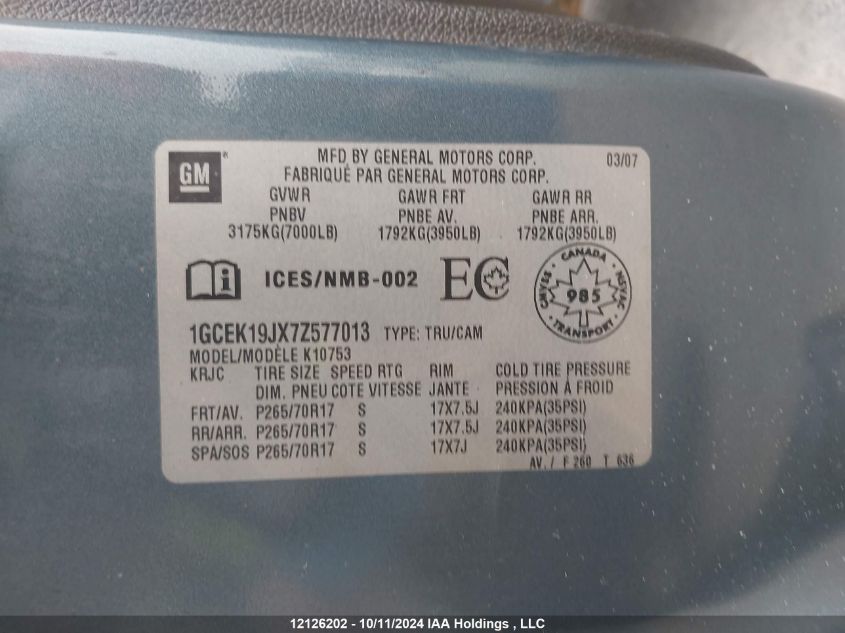 GM
MFD BY GENERAL MOTORS CORP. 03/07
FABRIQUÉ PAR GENERAL MOTORS CORP.
GVWR GAWR FRT GAWR RR
PNBV PNBE AV. PNBE ARR.
3175KG(7000LB) 1792KG(3950LB) 1792KG(3950LB)
i ICES/NMB-002 EC
CANADA
CMVSS NSVAC
985
TRANSPORT
1GCEK19JX7Z577013 TYPE: TRU/CAM
MODEL/MODÈLE K10753
KRJC TIRE SIZE SPEED RTG RIM COLD TIRE PRESSURE
DIM. PNEU COTE VITESSE JANTE PRESSION À FROID
FRT/AV. P265/70R17 S 17X7.5J 240KPA(35PSI)
RR/ARR. P265/70R17 S 17X7.5J 240KPA(35PSI)
SPA/SOS P265/70R17 S 17X7J 240KPA(35PSI)
AV. / F 260 T 636
12126202 - 10/11/2024 IAA Holdings , LLC